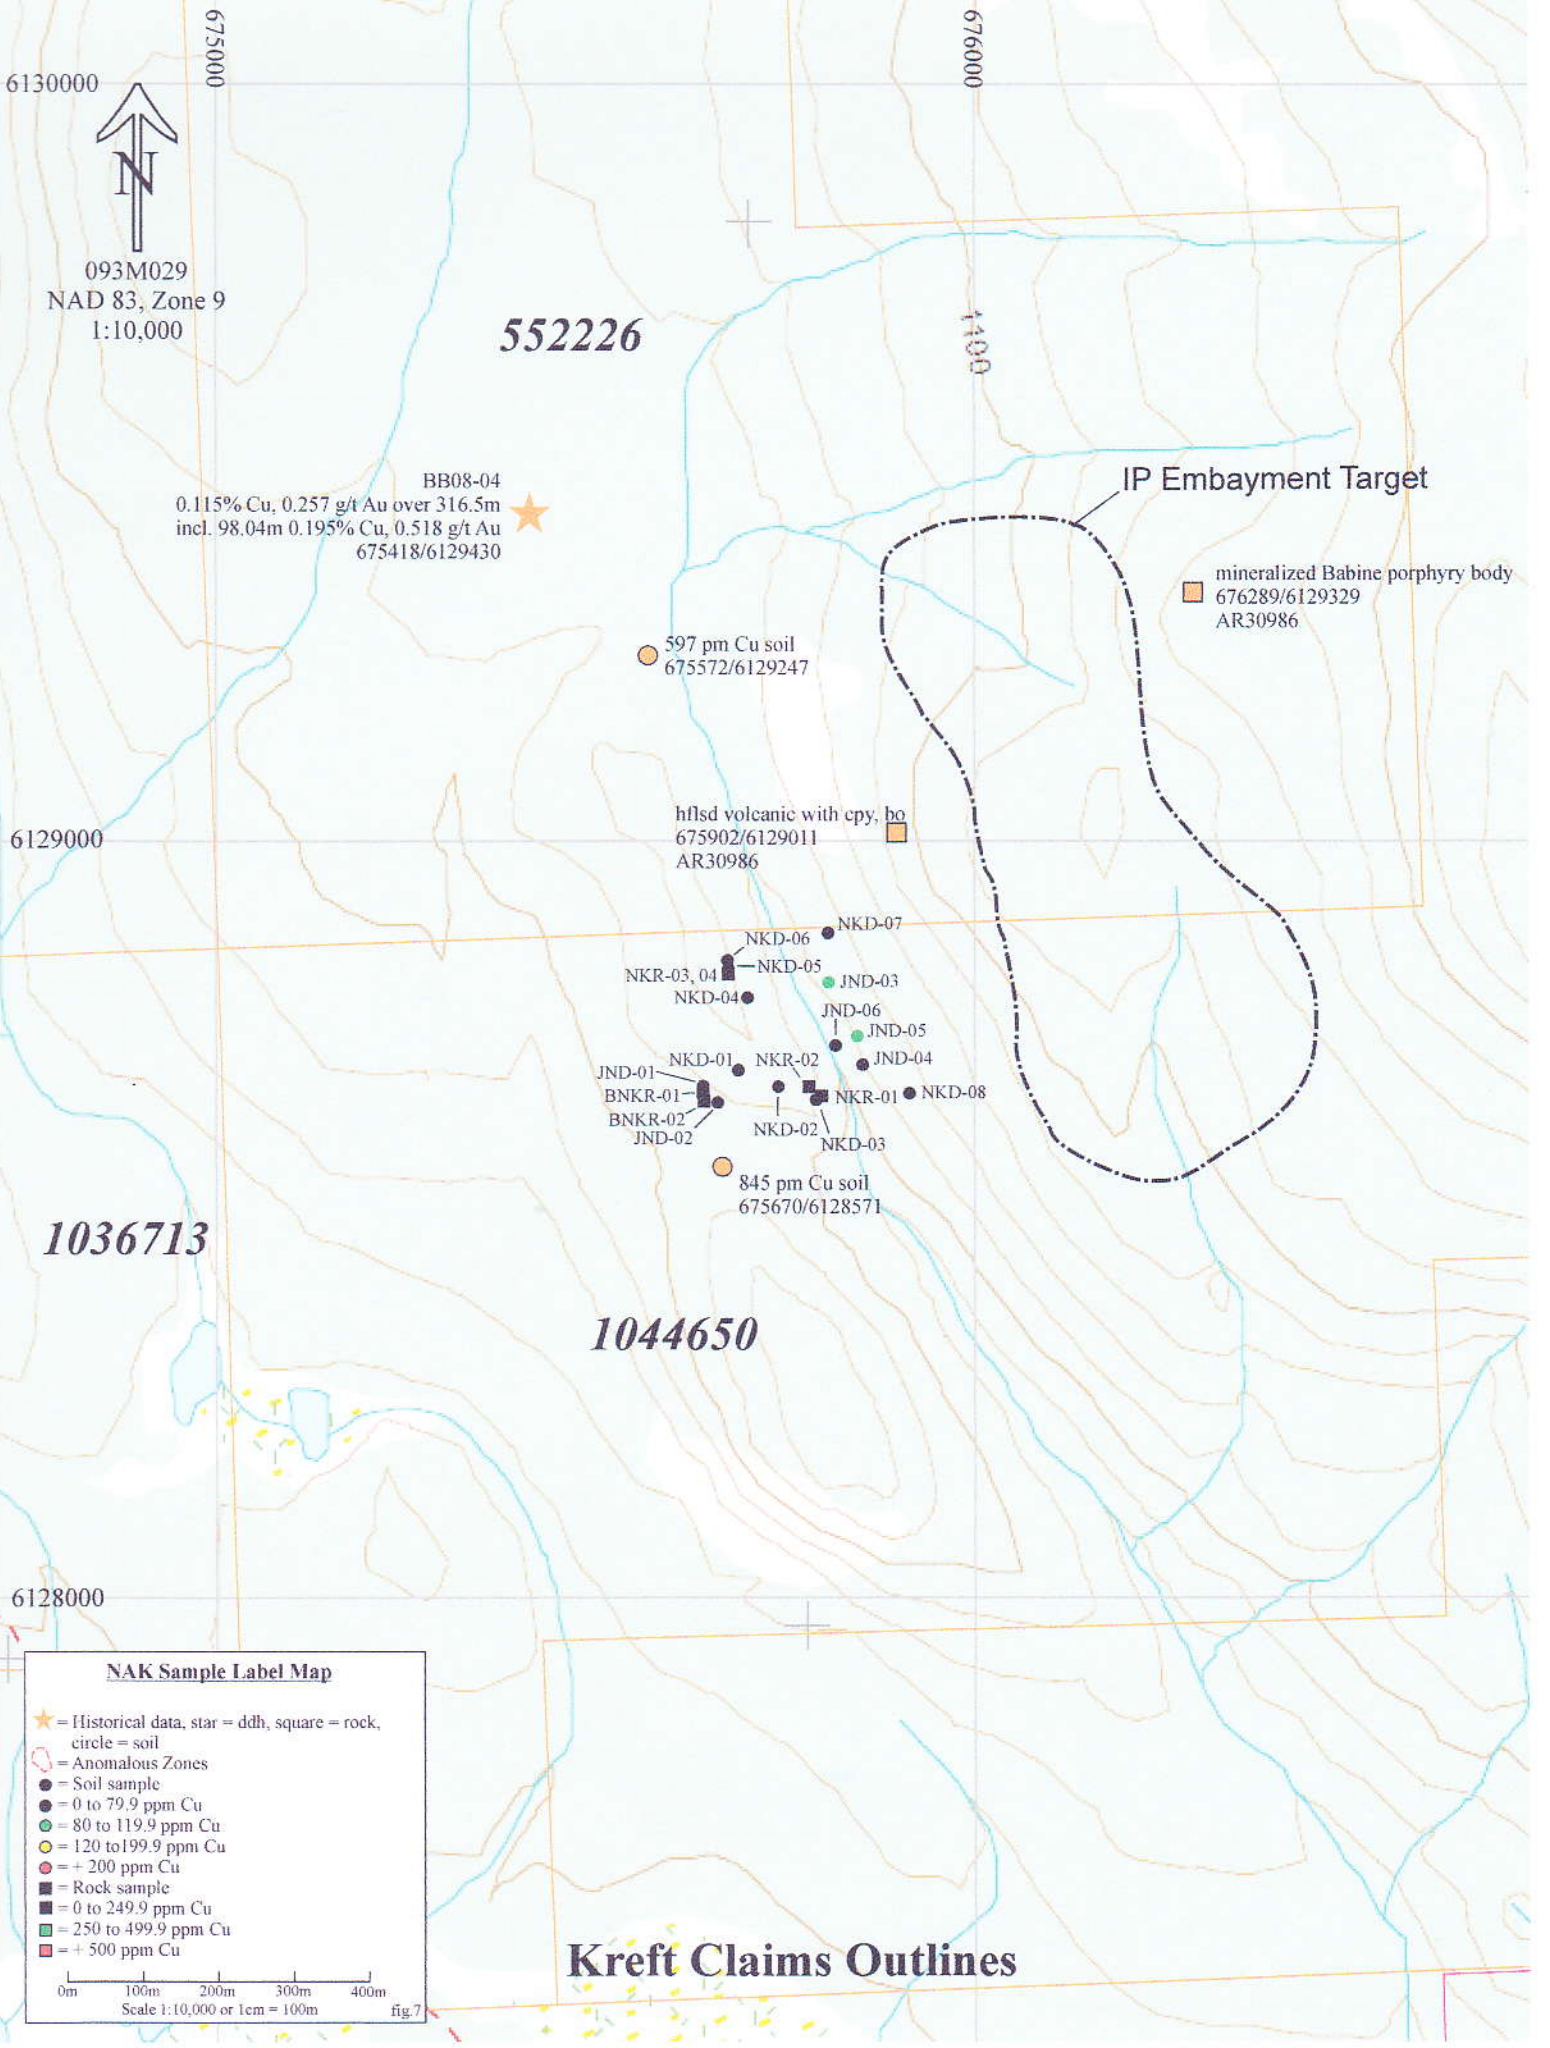 675000
676000
6130000
N
093M029
NAD 83, Zone 9
1:10,000
552226
1100
BB08-04
0.115% Cu, 0.257 g/t Au over 316.5m
incl. 98.04m 0.195% Cu, 0.518 g/t Au
675418/6129430
IP Embayment Target
mineralized Babine porphyry body
676289/6129329
AR30986
597 pm Cu soil
675572/6129247
hflsd volcanic with cpy, bo
675902/6129011
AR30986
6129000
NKD-07
NKD-06
NKD-05
NKR-03, 04
JND-03
NKD-04
JND-06
JND-05
NKD-01
NKR-02
JND-04
JND-01
BNKR-01
NKR-01
NKD-08
BNKR-02
NKD-02
JND-02
NKD-03
845 pm Cu soil
675670/6128571
1036713
1044650
6128000
NAK Sample Label Map
= Historical data, star = ddh, square = rock,
circle = soil
= Anomalous Zones
= Soil sample
= 0 to 79.9 ppm Cu
= 80 to 119.9 ppm Cu
= 120 to199.9 ppm Cu
= + 200 ppm Cu
= Rock sample
= 0 to 249.9 ppm Cu
= 250 to 499.9 ppm Cu
= + 500 ppm Cu
0m 100m 200m 300m 400m
Scale 1:10,000 or 1cm = 100m
fig.7
Kreft Claims Outlines